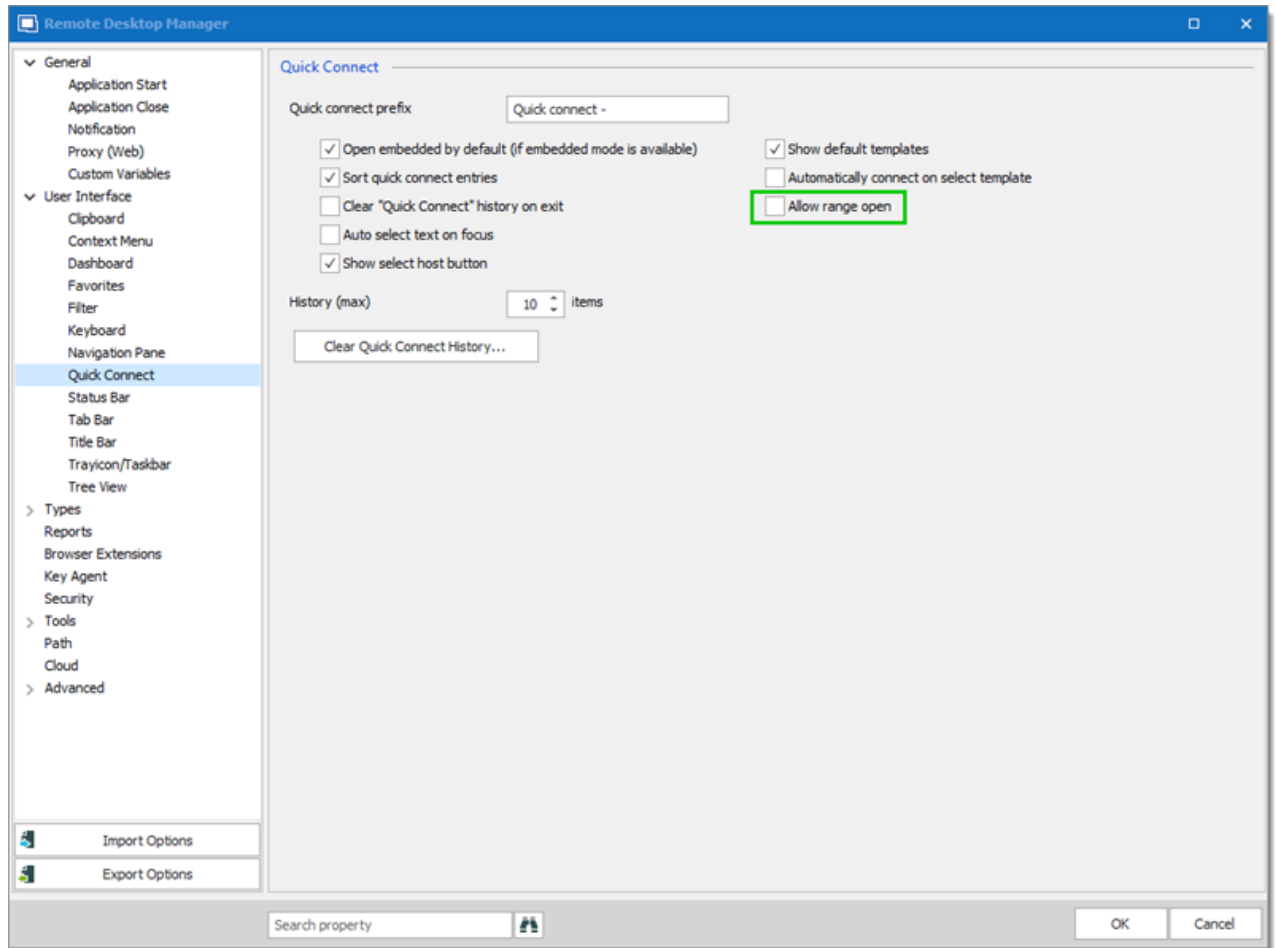 Remote Desktop Manager
General
Application Start
Application Close
Notification
Proxy (Web)
Custom Variables
User Interface
Clipboard
Context Menu
Dashboard
Favorites
Filter
Keyboard
Navigation Pane
Quick Connect
Status Bar
Tab Bar
Title Bar
Trayicon/Taskbar
Tree View
Types
Reports
Browser Extensions
Key Agent
Security
Tools
Path
Cloud
Advanced
Import Options
Export Options
Quick Connect
Quick connect prefix Quick connect -
Open embedded by default (if embedded mode is available)
Sort quick connect entries
Clear "Quick Connect" history on exit
Auto select text on focus
Show select host button
Show default templates
Automatically connect on select template
Allow range open
History (max) 10 items
Clear Quick Connect History...
Search property
OK Cancel